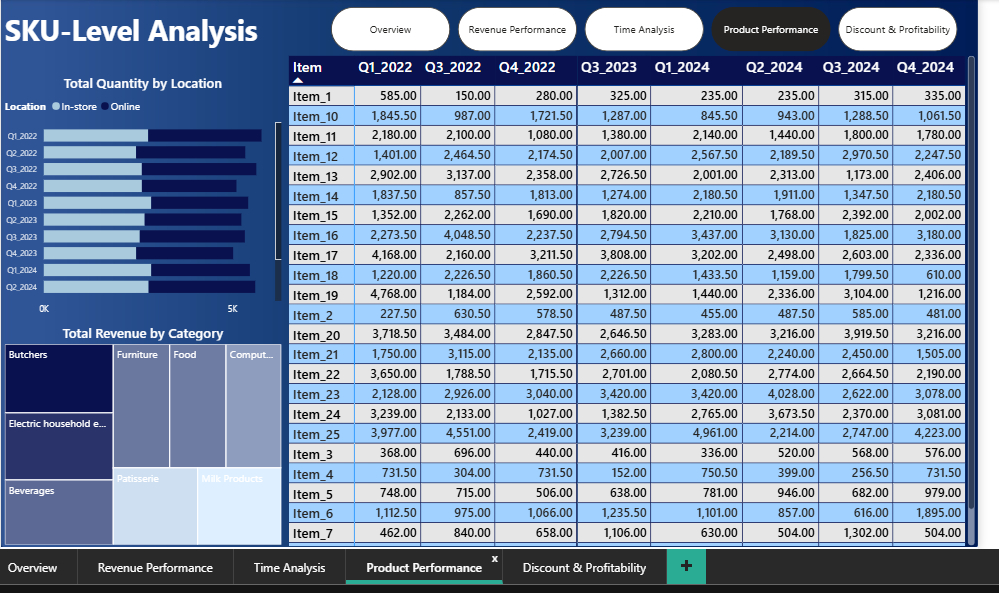 SKU-Level Analysis
Overview
Revenue Performance
Time Analysis
Product Performance
Discount & Profitability
Total Quantity by Location
Location In-store Online
Q1_2022
Q2_2022
Q3_2022
Q4_2022
Q1_2023
Q2_2023
Q3_2023
Q4_2023
Q1_2024
Q2_2024
0K 5K
Total Revenue by Category
Butchers
Electric household e...
Beverages
Furniture
Food
Comput...
Patisserie
Milk Products
Item Q1_2022 Q3_2022 Q4_2022 Q3_2023 Q1_2024 Q2_2024 Q3_2024 Q4_2024
Item_1 585.00 150.00 280.00 325.00 235.00 235.00 315.00 335.00
Item_10 1,845.50 987.00 1,721.50 1,287.00 845.50 943.00 1,288.50 1,061.50
Item_11 2,180.00 2,100.00 1,080.00 1,380.00 2,140.00 1,440.00 1,800.00 1,780.00
Item_12 1,401.00 2,464.50 2,174.50 2,007.00 2,567.50 2,189.50 2,970.50 2,247.50
Item_13 2,902.00 3,137.00 2,358.00 2,726.50 2,001.00 2,313.00 1,173.00 2,406.00
Item_14 1,837.50 857.50 1,813.00 1,274.00 2,180.50 1,911.00 1,347.50 2,180.50
Item_15 1,352.00 2,262.00 1,690.00 1,820.00 2,210.00 1,768.00 2,392.00 2,002.00
Item_16 2,273.50 4,048.50 2,237.50 2,794.50 3,437.00 3,130.00 1,825.00 3,180.00
Item_17 4,168.00 2,160.00 3,211.50 3,808.00 3,202.00 2,498.00 2,603.00 2,336.00
Item_18 1,220.00 2,226.50 1,860.50 2,226.50 1,433.50 1,159.00 1,799.50 610.00
Item_19 4,768.00 1,184.00 2,592.00 1,312.00 1,440.00 2,336.00 3,104.00 1,216.00
Item_2 227.50 630.50 578.50 487.50 455.00 487.50 585.00 481.00
Item_20 3,718.50 3,484.00 2,847.50 2,646.50 3,283.00 3,216.00 3,919.50 3,216.00
Item_21 1,750.00 3,115.00 2,135.00 2,660.00 2,800.00 2,240.00 2,450.00 1,505.00
Item_22 3,650.00 1,788.50 1,715.50 2,701.00 2,080.50 2,774.00 2,664.50 2,190.00
Item_23 2,128.00 2,926.00 3,040.00 3,420.00 3,420.00 4,028.00 2,622.00 3,078.00
Item_24 3,239.00 2,133.00 1,027.00 1,382.50 2,765.00 3,673.50 2,370.00 3,081.00
Item_25 3,977.00 4,551.00 2,419.00 3,239.00 4,961.00 2,214.00 2,747.00 4,223.00
Item_3 368.00 696.00 440.00 416.00 336.00 520.00 568.00 576.00
Item_4 731.50 304.00 731.50 152.00 750.50 399.00 256.50 731.50
Item_5 748.00 715.00 506.00 638.00 781.00 946.00 682.00 979.00
Item_6 1,112.50 975.00 1,066.00 1,235.50 1,101.00 857.00 616.00 1,895.00
Item_7 462.00 840.00 658.00 1,106.00 630.00 504.00 1,302.00 504.00
Overview
Revenue Performance
Time Analysis
Product Performance x
Discount & Profitability
+